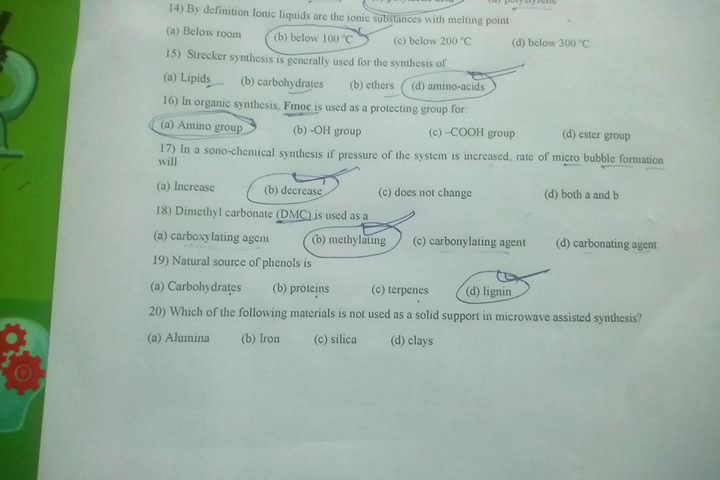 14) By definition Ionic liquids are the ionic substances with melting point
(a) Below room (b) below 100 °C (c) below 200 °C (d) below 300 °C
15) Strecker synthesis is generally used for the synthesis of
(a) Lipids (b) carbohydrates (b) ethers (d) amino-acids
16) In organic synthesis, Fmoc is used as a protecting group for:
(a) Amino group (b) -OH group (c) -COOH group (d) ester group
17) In a sono-chemical synthesis if pressure of the system is increased, rate of micro bubble formation
will
(a) Increase (b) decrease (c) does not change (d) both a and b
18) Dimethyl carbonate (DMC) is used as a
(a) carboxylating agent (b) methylating (c) carbonylating agent (d) carbonating agent
19) Natural source of phenols is
(a) Carbohydrates (b) proteins (c) terpenes (d) lignin
20) Which of the following materials is not used as a solid support in microwave assisted synthesis?
(a) Alumina (b) Iron (c) silica (d) clays